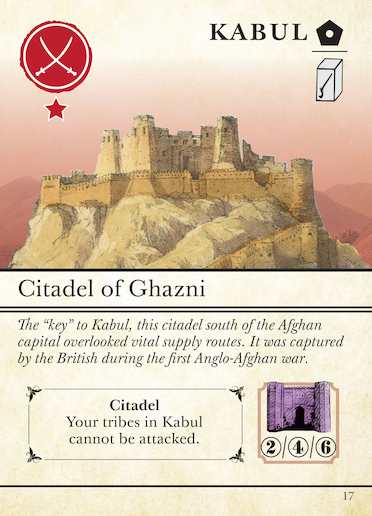 KABUL
Citadel of Ghazni
The “key” to Kabul, this citadel south of the Afghan
capital overlooked vital supply routes. It was captured
by the British during the first Anglo-Afghan war.
Citadel
Your tribes in Kabul
cannot be attacked.
2/4/6
17